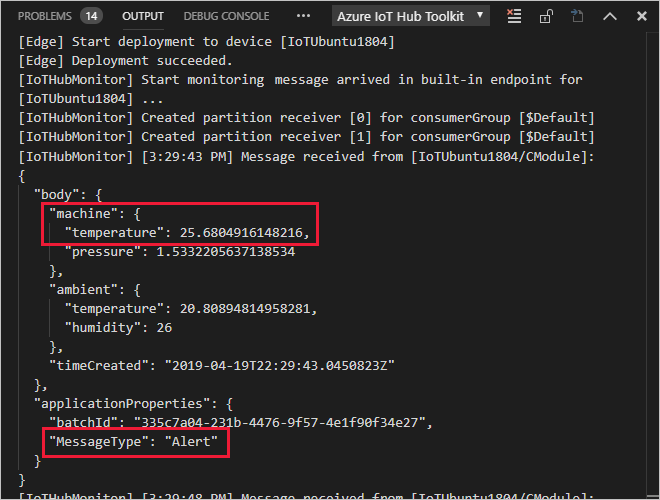 PROBLEMS 14 OUTPUT DEBUG CONSOLE ••• Azure IoT Hub Toolkit
[Edge] Start deployment to device [IoTUbuntu1804]
[Edge] Deployment succeeded.
[IoTHubMonitor] Start monitoring message arrived in built-in endpoint for
[IoTUbuntu1804] ...
[IoTHubMonitor] Created partition receiver [0] for consumerGroup [$Default]
[IoTHubMonitor] Created partition receiver [1] for consumerGroup [$Default]
[IoTHubMonitor] [3:29:43 PM] Message received from [IoTUbuntu1804/CModule]:
{
"body": {
"machine": {
"temperature": 25.6804916148216,
"pressure": 1.5332205637138534
},
"ambient": {
"temperature": 20.80894814958281,
"humidity": 26
},
"timeCreated": "2019-04-19T22:29:43.0450823Z"
},
"applicationProperties": {
"batchId": "335c7a04-231b-4476-9f57-4e1f90f34e27",
"MessageType": "Alert"
}
}
[IoTHubMonitor] [3:29:48 PM] Message received from [IoTUbuntu1804/CModule]: